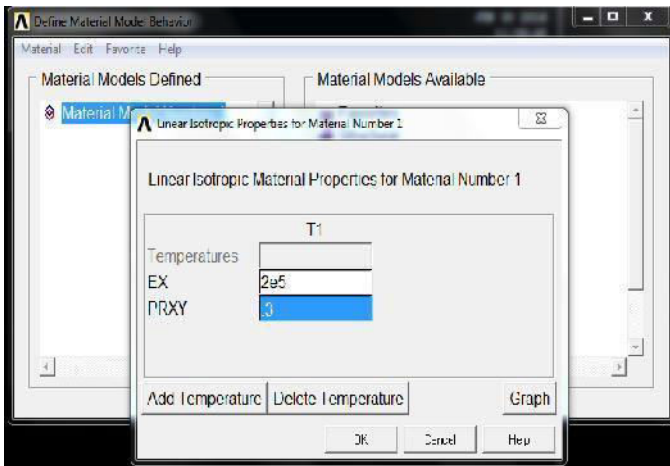 Define Material Model Behavior
Material Edit Favorite Help
Material Models Defined
Material Models Available
Material
Linear Isotropic Properties for Material Number 1
Linear Isotropic Material Properties for Material Number 1
T1
Temperatures
EX 2e5
PRXY .3
Add Temperature Delete Temperature Graph
OK Cancel Help